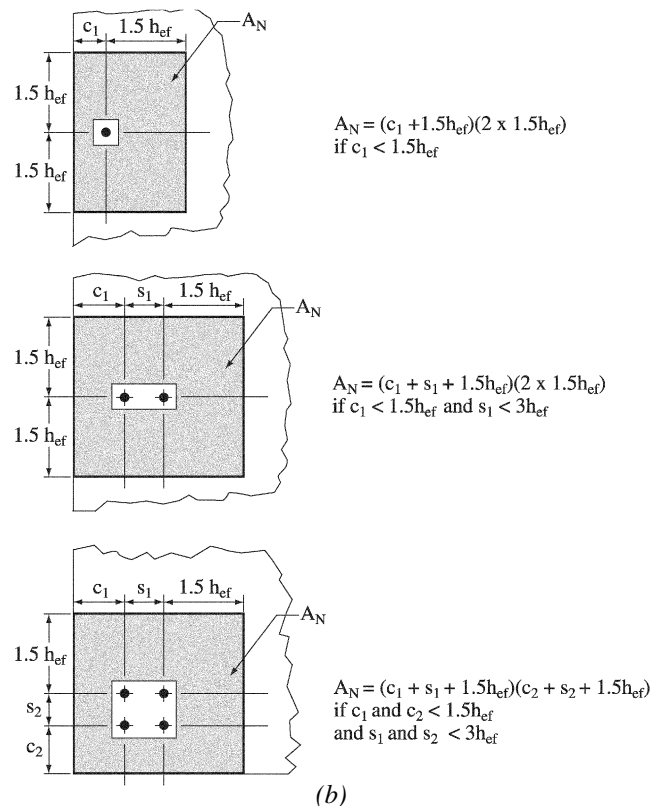 c₁ 1.5 hef AN
1.5 hef
1.5 hef
AN = (c₁ +1.5hef)(2 x 1.5hef)
if c₁ < 1.5hef
c₁ s₁ 1.5 hef
AN
1.5 hef
1.5 hef
AN = (c₁ + s₁ + 1.5hef)(2 x 1.5hef)
if c₁ < 1.5hef and s₁ < 3hef
c₁ s₁ 1.5 hef
AN
1.5 hef
s₂
c₂
AN = (c₁ + s₁ + 1.5hef)(c₂ + s₂ + 1.5hef)
if c₁ and c₂ < 1.5hef
and s₁ and s₂ < 3hef
(b)